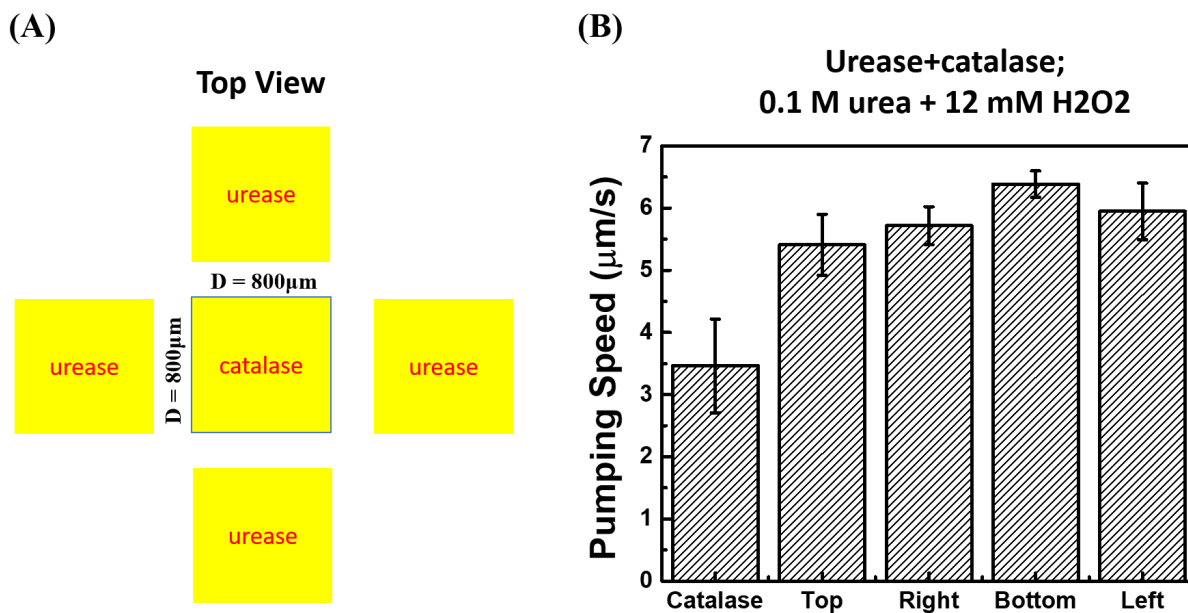 (A)
Top View
urease
D = 800µm
urease
D = 800µm
catalase
urease
urease
(B)
Urease+catalase;
0.1 M urea + 12 mM H2O2
Pumping Speed (μm/s)
7
6
5
4
3
2
1
0
Catalase Top Right Bottom Left